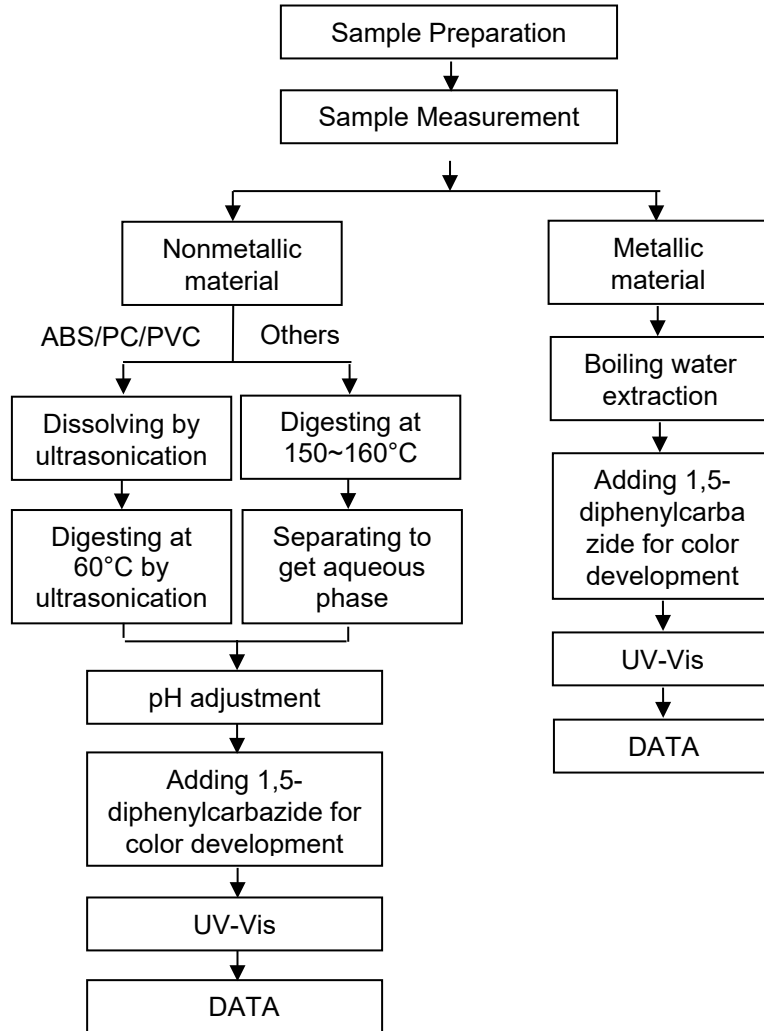 Sample Preparation
Sample Measurement
Nonmetallic
material
Metallic
material
ABS/PC/PVC
Others
Boiling water
extraction
Dissolving by
ultrasonication
Digesting at
150~160°C
Adding 1,5-
diphenylcarba
zide for color
development
Digesting at
60°C by
ultrasonication
Separating to
get aqueous
phase
UV-Vis
pH adjustment
DATA
Adding 1,5-
diphenylcarbazide for
color development
UV-Vis
DATA